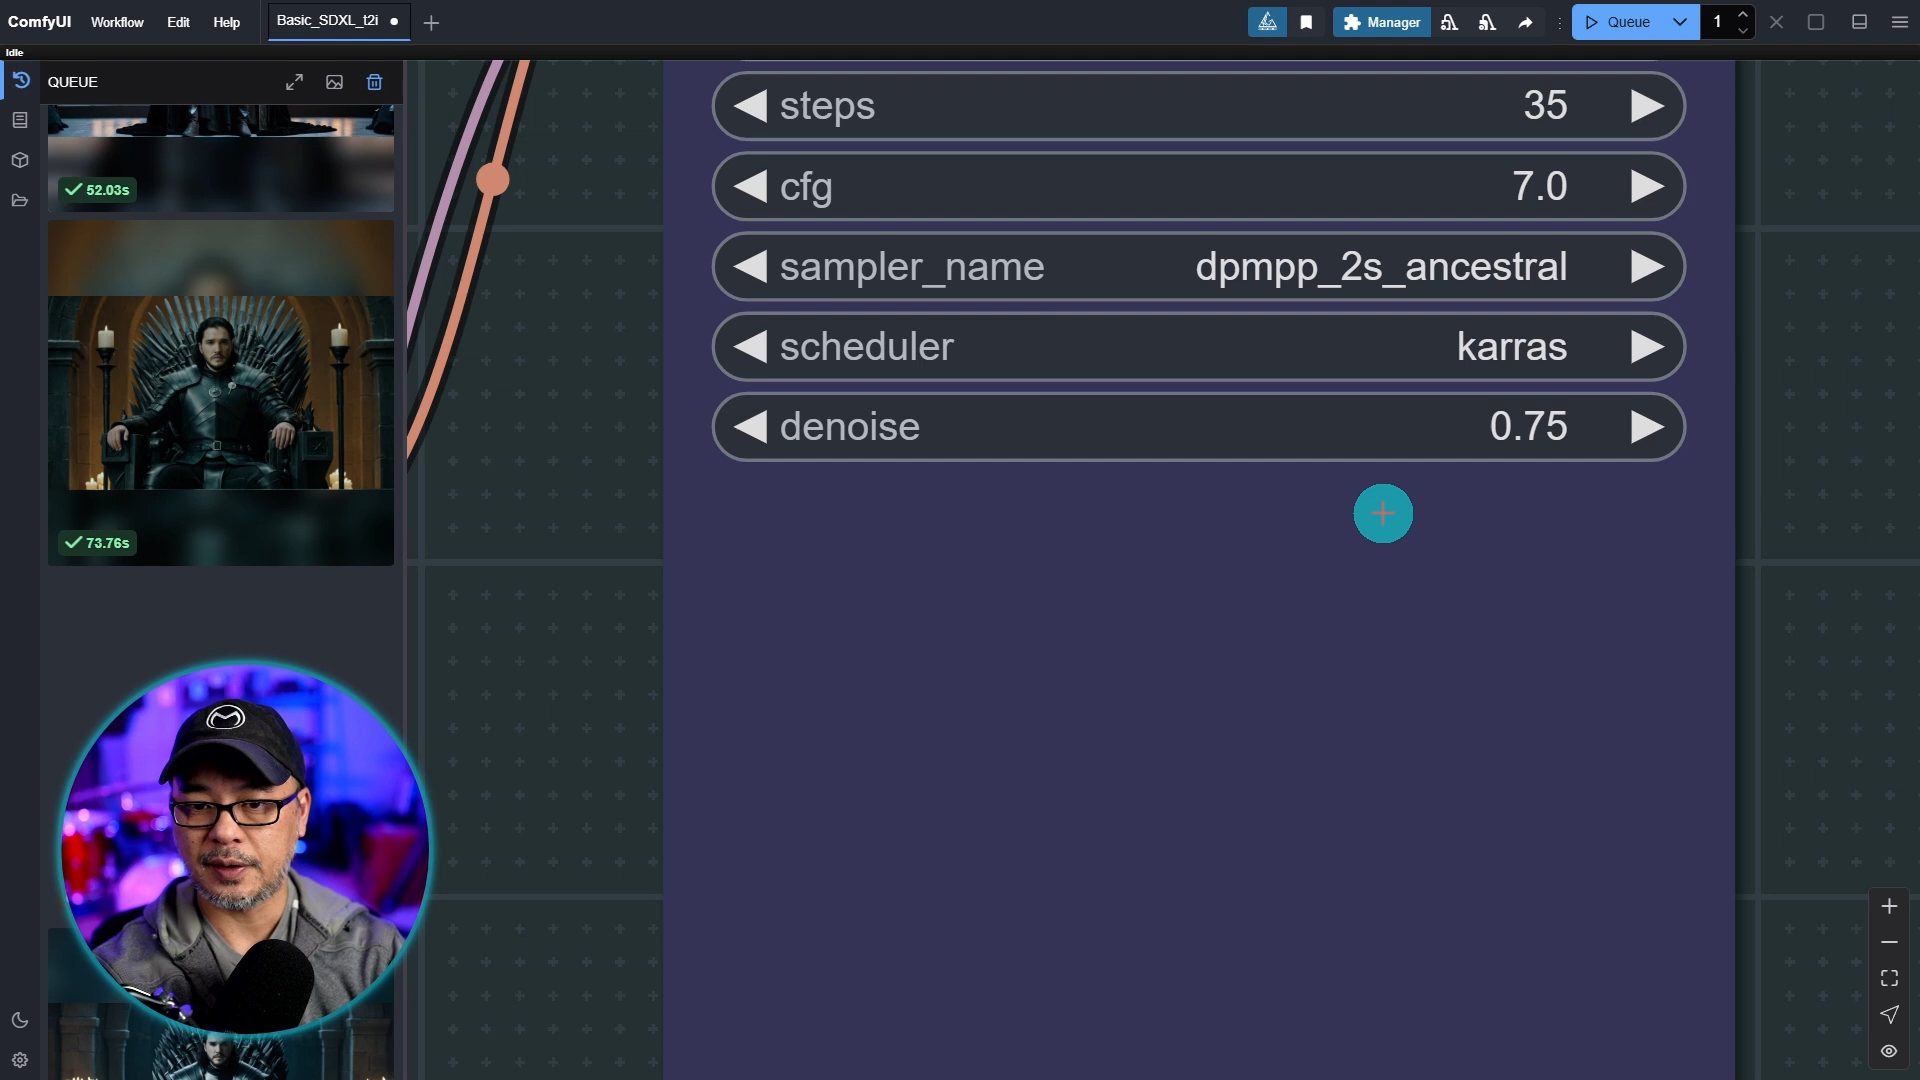 ComfyUI Workflow Edit Help Basic_SDXL_t2i
Manager Queue 1
Idle
QUEUE
52.03s
73.76s
steps 35
cfg 7.0
sampler_name dpmpp_2s_ancestral
scheduler karras
denoise 0.75